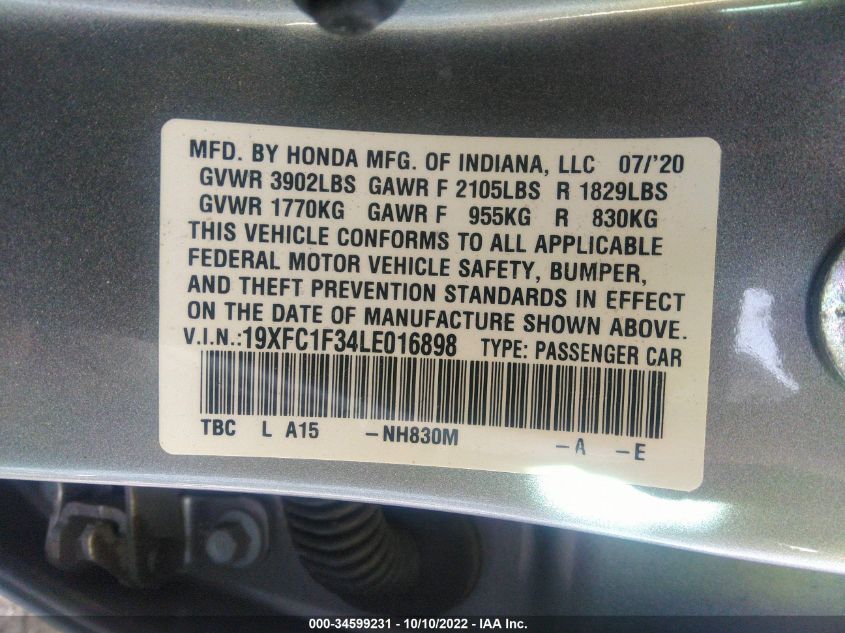 MFD. BY HONDA MFG. OF INDIANA, LLC 07/'20
GVWR 3902LBS GAWR F 2105LBS R 1829LBS
GVWR 1770KG GAWR F 955KG R 830KG
THIS VEHICLE CONFORMS TO ALL APPLICABLE
FEDERAL MOTOR VEHICLE SAFETY, BUMPER,
AND THEFT PREVENTION STANDARDS IN EFFECT
ON THE DATE OF MANUFACTURE SHOWN ABOVE.
V.I.N.:19XFC1F34LE016898 TYPE: PASSENGER CAR
TBC L A15 -NH830M -A -E
000-34599231 - 10/10/2022 - IAA Inc.